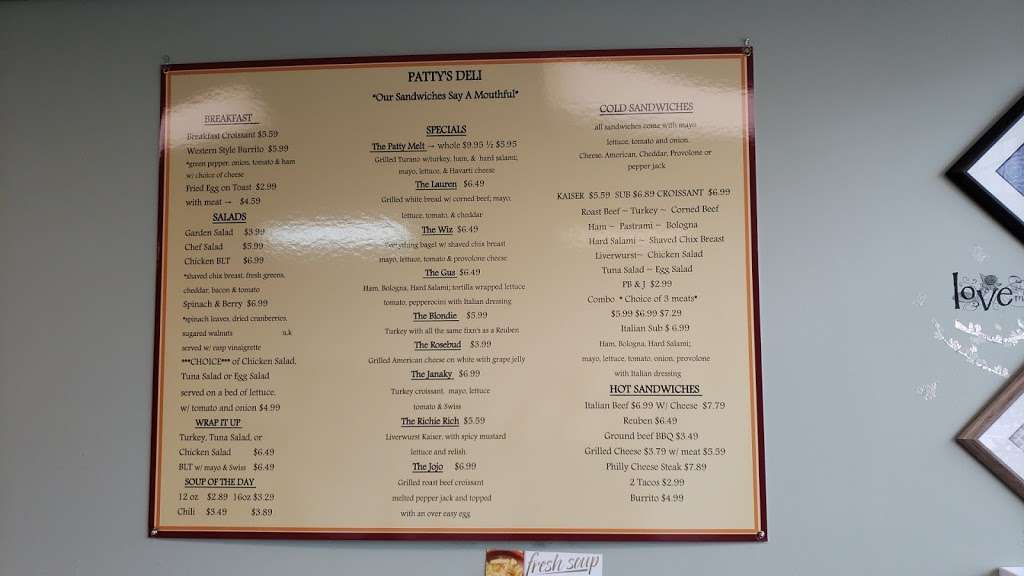 PATTY'S DELI
"Our Sandwiches Say A Mouthful"
BREAKFAST
Breakfast Croissant $5.59
Western Style Burrito $5.99
*green pepper, onion, tomato & ham
w/ choice of cheese
Fried Egg on Toast $2.99
with meat → $4.59
SALADS
Garden Salad $3.99
Chef Salad $5.99
Chicken BLT $6.99
*shaved chix breast, fresh greens,
cheddar, bacon & tomato
Spinach & Berry $6.99
*spinach leaves, dried cranberries,
sugared walnuts
served w/ rasp vinaigrette
***CHOICE*** of Chicken Salad,
Tuna Salad or Egg Salad
served on a bed of lettuce,
w/ tomato and onion $4.99
WRAP IT UP
Turkey, Tuna Salad, or
Chicken Salad $6.49
BLT w/ mayo & Swiss $6.49
SOUP OF THE DAY
12 oz $2.89 16oz $3.29
Chili $3.49 $3.89
SPECIALS
The Patty Melt → whole $9.95 ½ $5.95
Grilled Turano w/turkey, ham, & hard salami;
mayo, lettuce, & Havarti cheese
The Lauren $6.49
Grilled white bread w/ corned beef; mayo,
lettuce, tomato, & cheddar
The Wiz $6.49
Everything bagel w/ shaved chix breast
mayo, lettuce, tomato & provolone cheese
The Gus $6.49
Ham, Bologna, Hard Salami; tortilla wrapped lettuce
tomato, pepperocini with Italian dressing
The Blondie $5.99
Turkey with all the same fixn's as a Reuben
The Rosebud $3.99
Grilled American cheese on white with grape jelly
The Janaky $6.99
Turkey croissant, mayo, lettuce
tomato & Swiss
The Richie Rich $5.59
Liverwurst Kaiser, with spicy mustard
lettuce and relish
The Jojo $6.99
Grilled roast beef croissant
melted pepper jack and topped
with an over easy egg
COLD SANDWICHES
all sandwiches come with mayo
lettuce, tomato and onion.
Cheese, American, Cheddar, Provolone or
pepper jack
KAISER $5.59 SUB $6.89 CROISSANT $6.99
Roast Beef ~ Turkey ~ Corned Beef
Ham ~ Pastrami ~ Bologna
Hard Salami ~ Shaved Chix Breast
Liverwurst~ Chicken Salad
Tuna Salad ~ Egg Salad
PB & J $2.99
Combo *Choice of 3 meats*
$5.99 $6.99 $7.29
Italian Sub $ 6.99
Ham, Bologna, Hard Salami;
mayo, lettuce, tomato, onion, provolone
with Italian dressing
HOT SANDWICHES
Italian Beef $6.99 W/ Cheese $7.79
Reuben $6.49
Ground beef BBQ $3.49
Grilled Cheese $3.79 w/ meat $5.59
Philly Cheese Steak $7.89
2 Tacos $2.99
Burrito $4.99
love
fresh soup